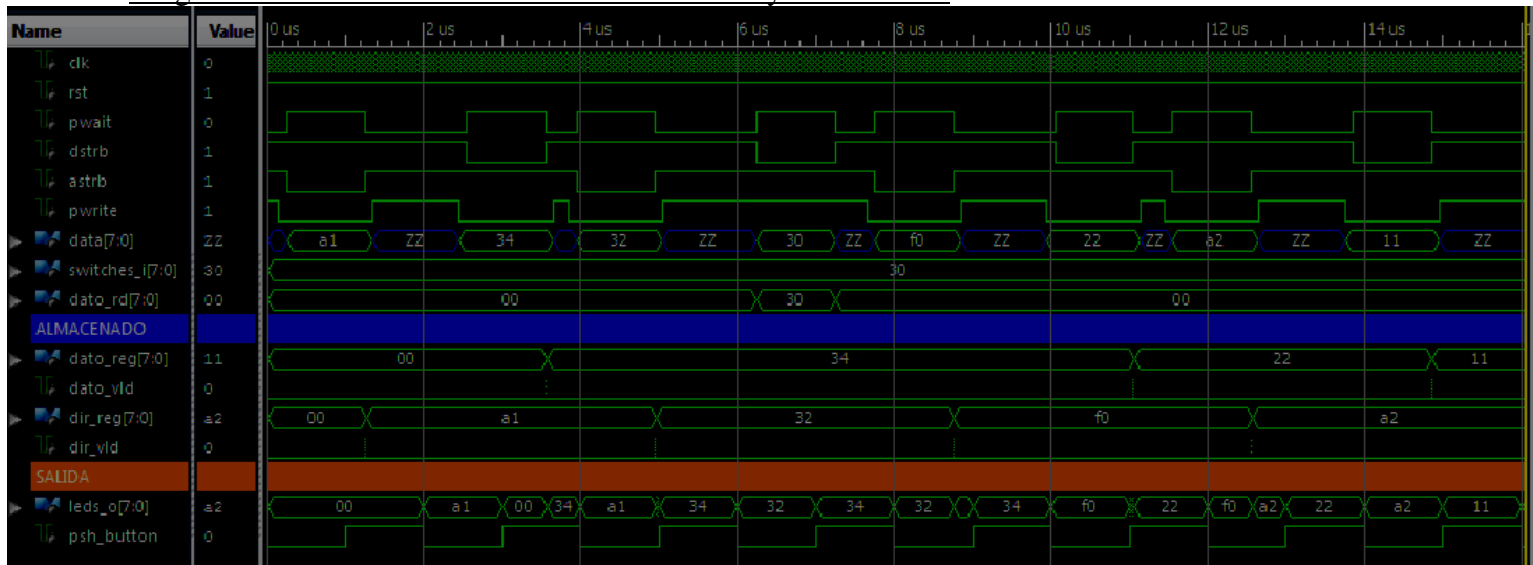 Name Value 0 us 2 us 4 us 6 us 8 us 10 us 12 us 14 us
clk 0
rst 1
pwait 0
dstrb 1
astrb 1
pwrite 1
data[7:0] ZZ a1 ZZ 34 32 ZZ 30 ZZ f0 ZZ 22 ZZ a2 ZZ 11 ZZ
switches_i[7:0] 30 30
dato_rd[7:0] 00 00 30 00
ALMACENADO
dato_reg[7:0] 11 00 34 22 11
dato_vld 0
dir_reg[7:0] a2 00 a1 32 f0 a2
dir_vld 0
SALIDA
leds_o[7:0] a2 00 a1 00 34 a1 34 32 34 32 34 f0 22 f0 a2 22 a2 11
psh_button 0